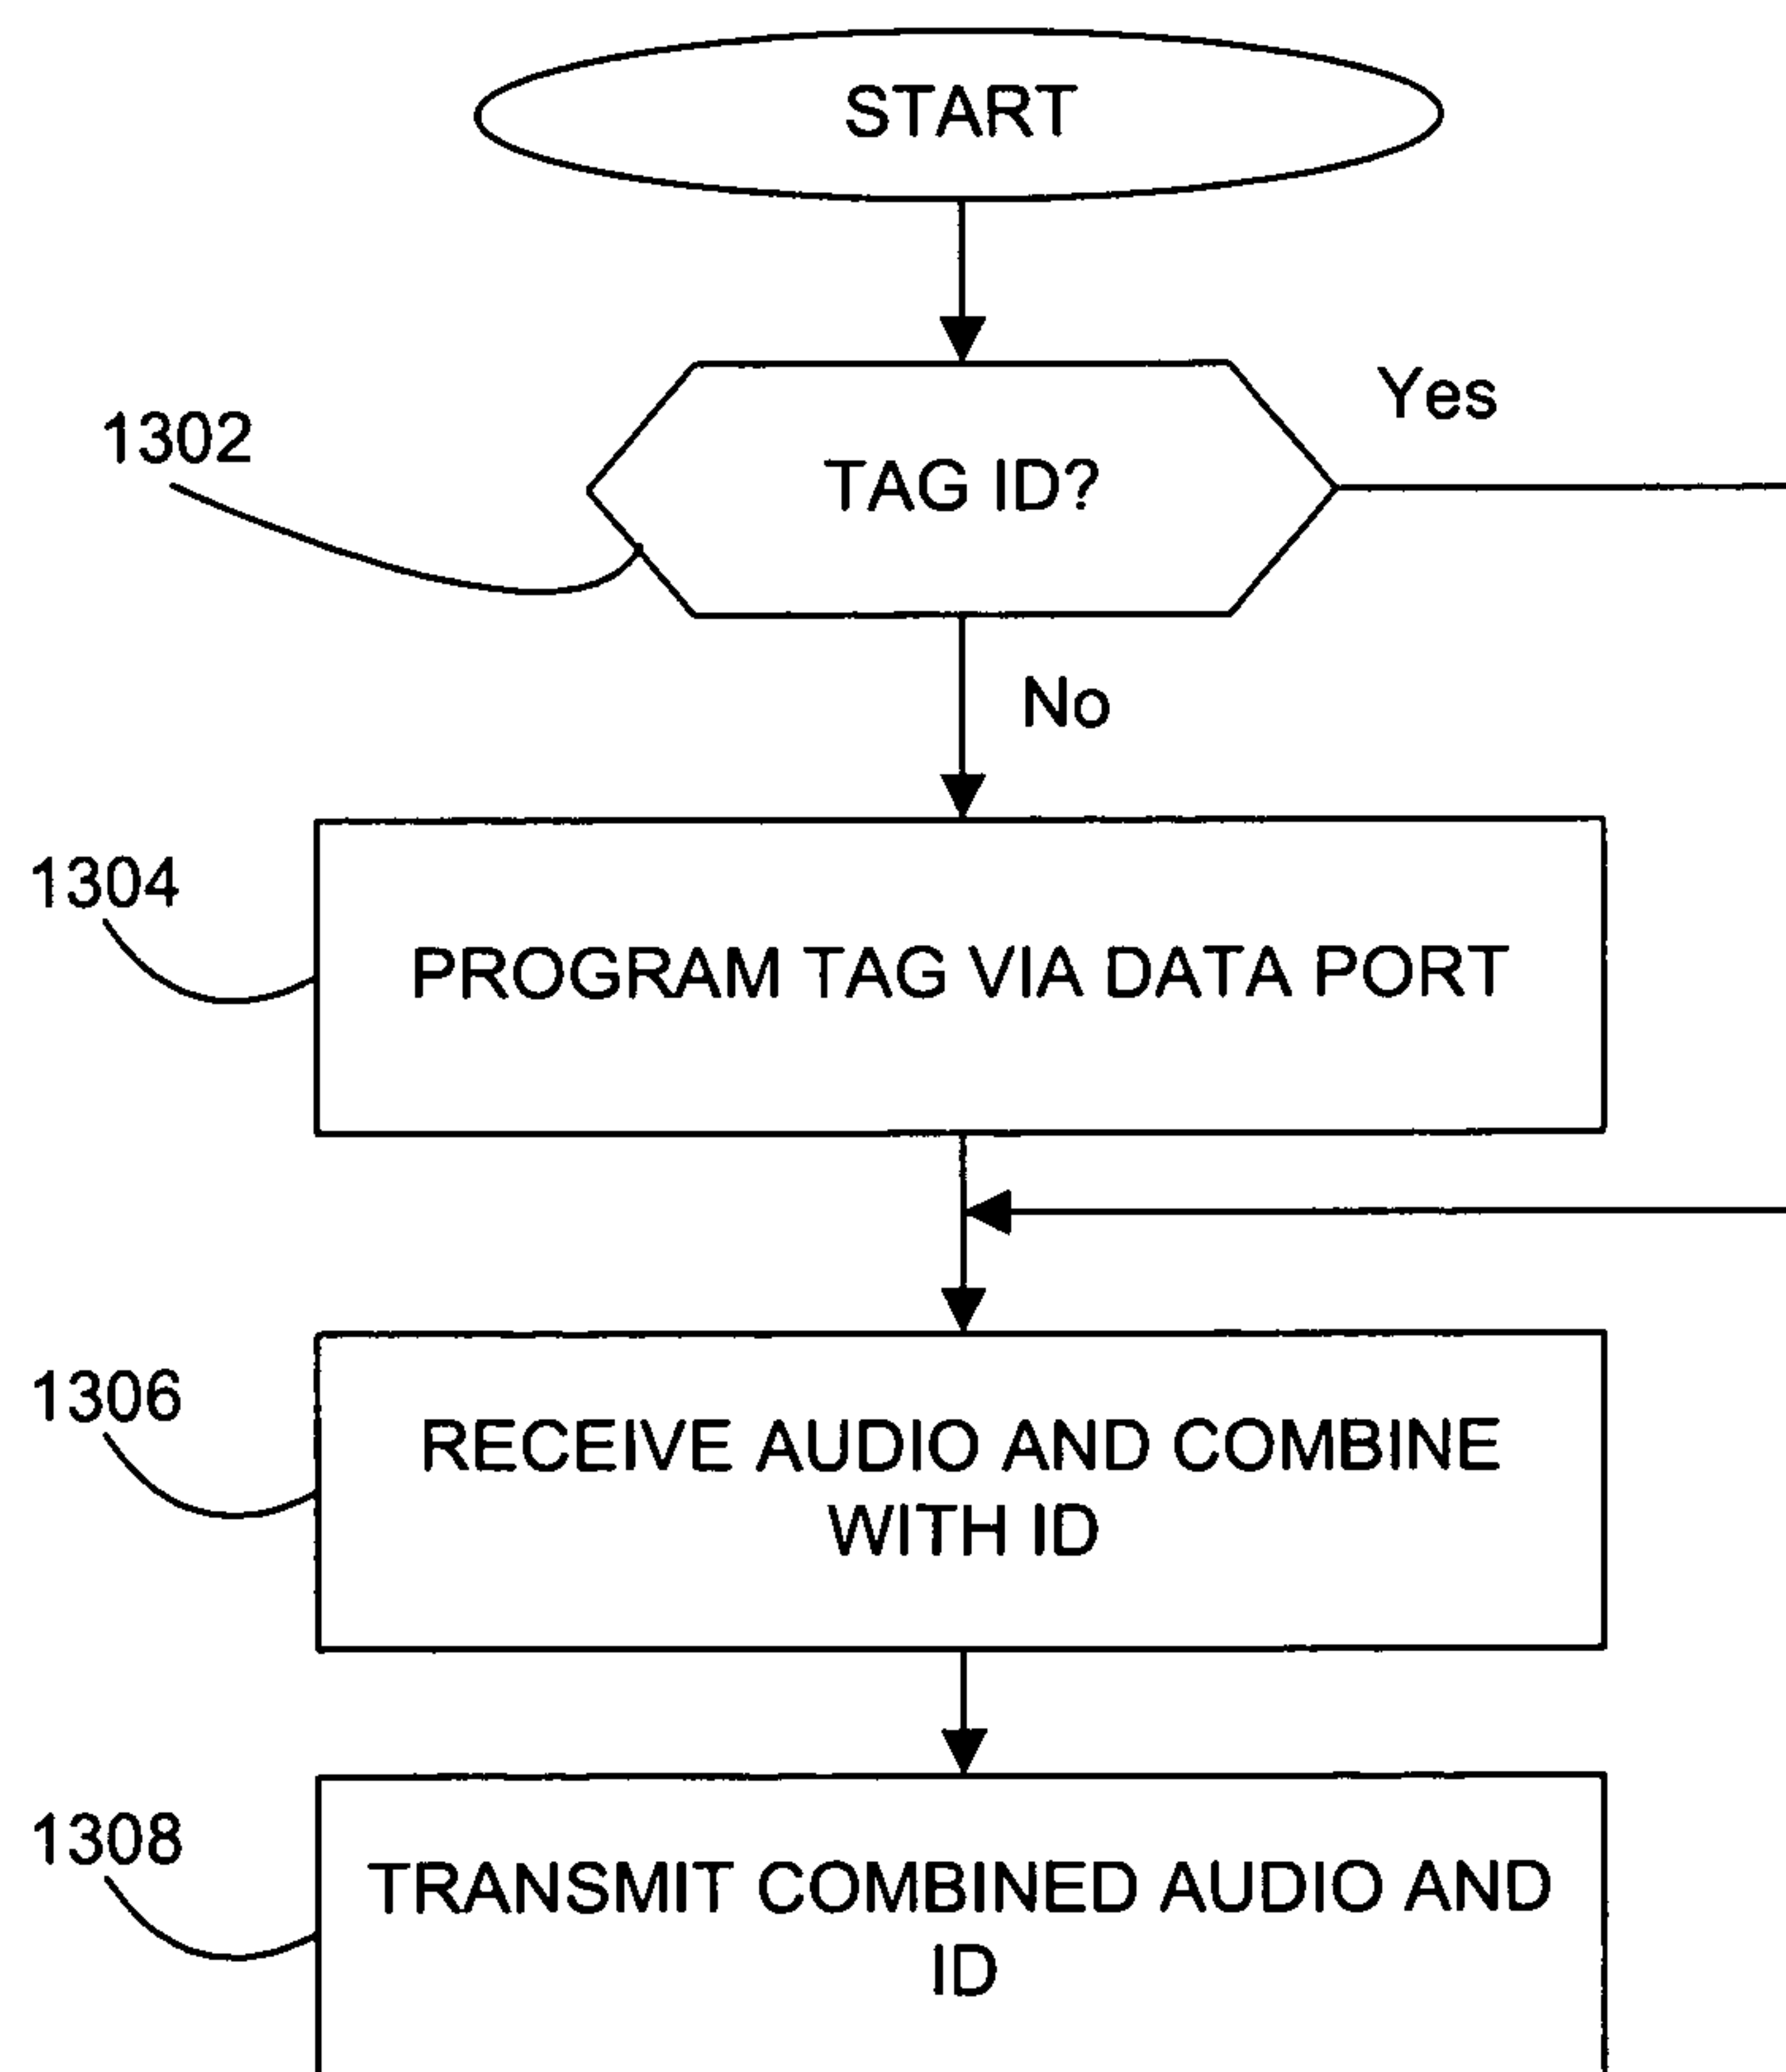 START
Yes
1302
TAG ID?
No
1304
PROGRAM TAG VIA DATA PORT
1306
RECEIVE AUDIO AND COMBINE
WITH ID
1308
TRANSMIT COMBINED AUDIO AND
ID